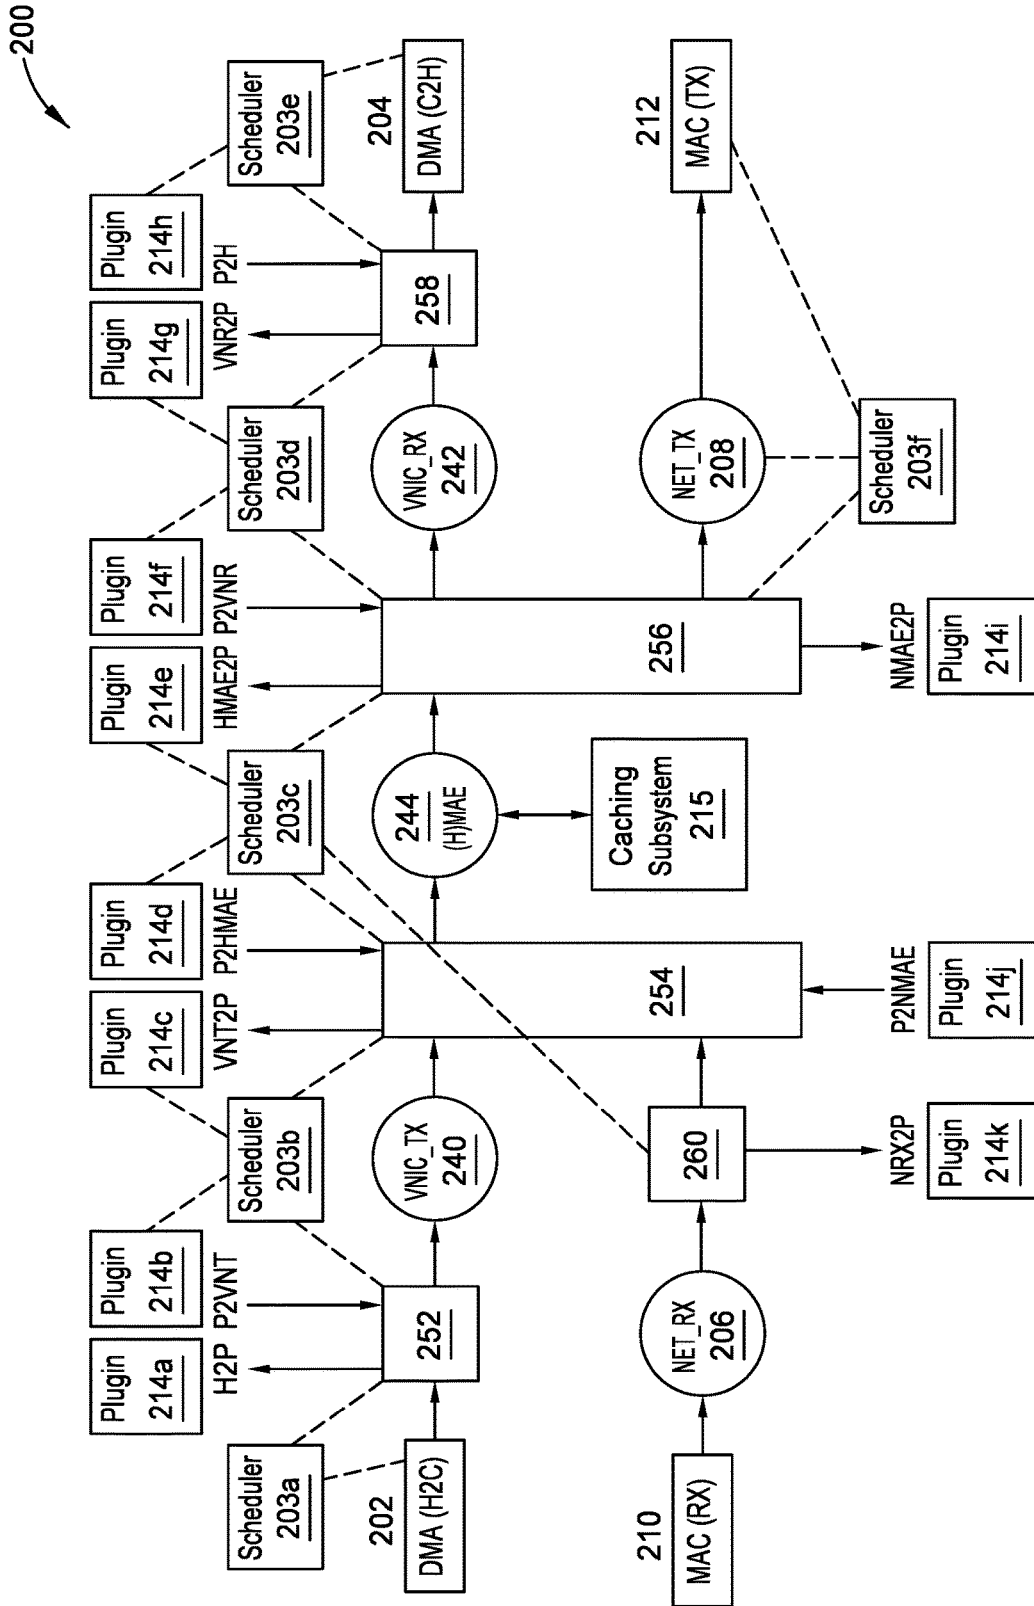 200
Plugin
214a
Plugin
214b
Plugin
214c
Plugin
214d
Plugin
214e
Plugin
214f
Plugin
214g
Plugin
214h
H2P
P2VNT
VNT2P
P2HMAE
HMAE2P
P2VNR
VNR2P
P2H
Scheduler
203a
Scheduler
203b
Scheduler
203c
Scheduler
203d
Scheduler
203e
202
DMA (H2C)
252
VNIC_TX
240
254
244
(H)MAE
256
VNIC_RX
242
258
204
DMA (C2H)
Caching
Subsystem
215
210
MAC (RX)
NET_RX
206
260
NET_TX
208
212
MAC (TX)
Scheduler
203f
NRX2P
P2NMAE
NMAE2P
Plugin
214k
Plugin
214j
Plugin
214i